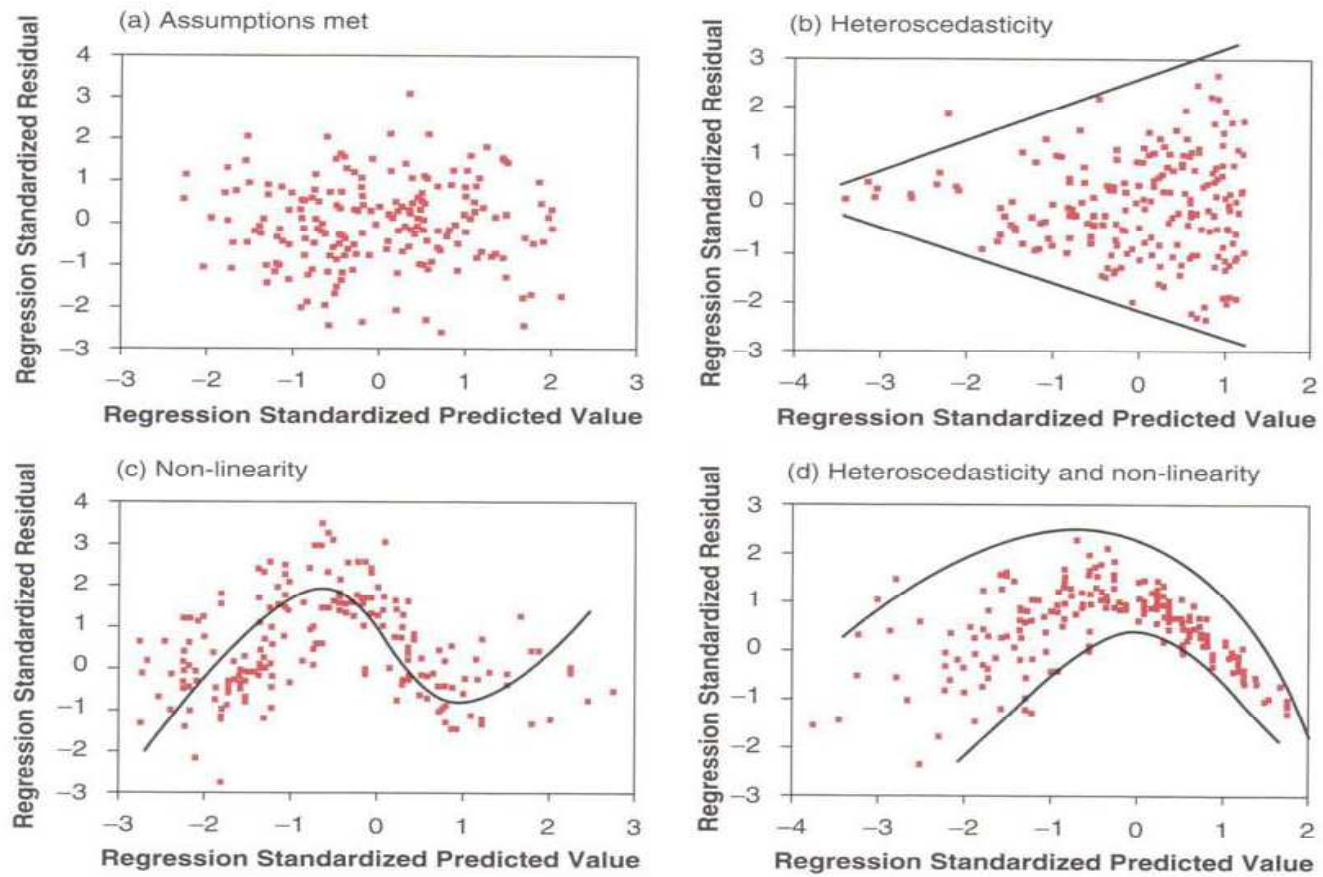 (a) Assumptions met
Regression Standardized Residual
4
3
2
1
0
−1
−2
−3
−3 −2 −1 0 1 2 3
Regression Standardized Predicted Value
(b) Heteroscedasticity
Regression Standardized Residual
3
2
1
0
−1
−2
−3
−4 −3 −2 −1 0 1 2
Regression Standardized Predicted Value
(c) Non-linearity
Regression Standardized Residual
4
3
2
1
0
−1
−2
−3
−3 −2 −1 0 1 2 3
Regression Standardized Predicted Value
(d) Heteroscedasticity and non-linearity
Regression Standardized Residual
3
2
1
0
−1
−2
−3
−4 −3 −2 −1 0 1 2
Regression Standardized Predicted Value